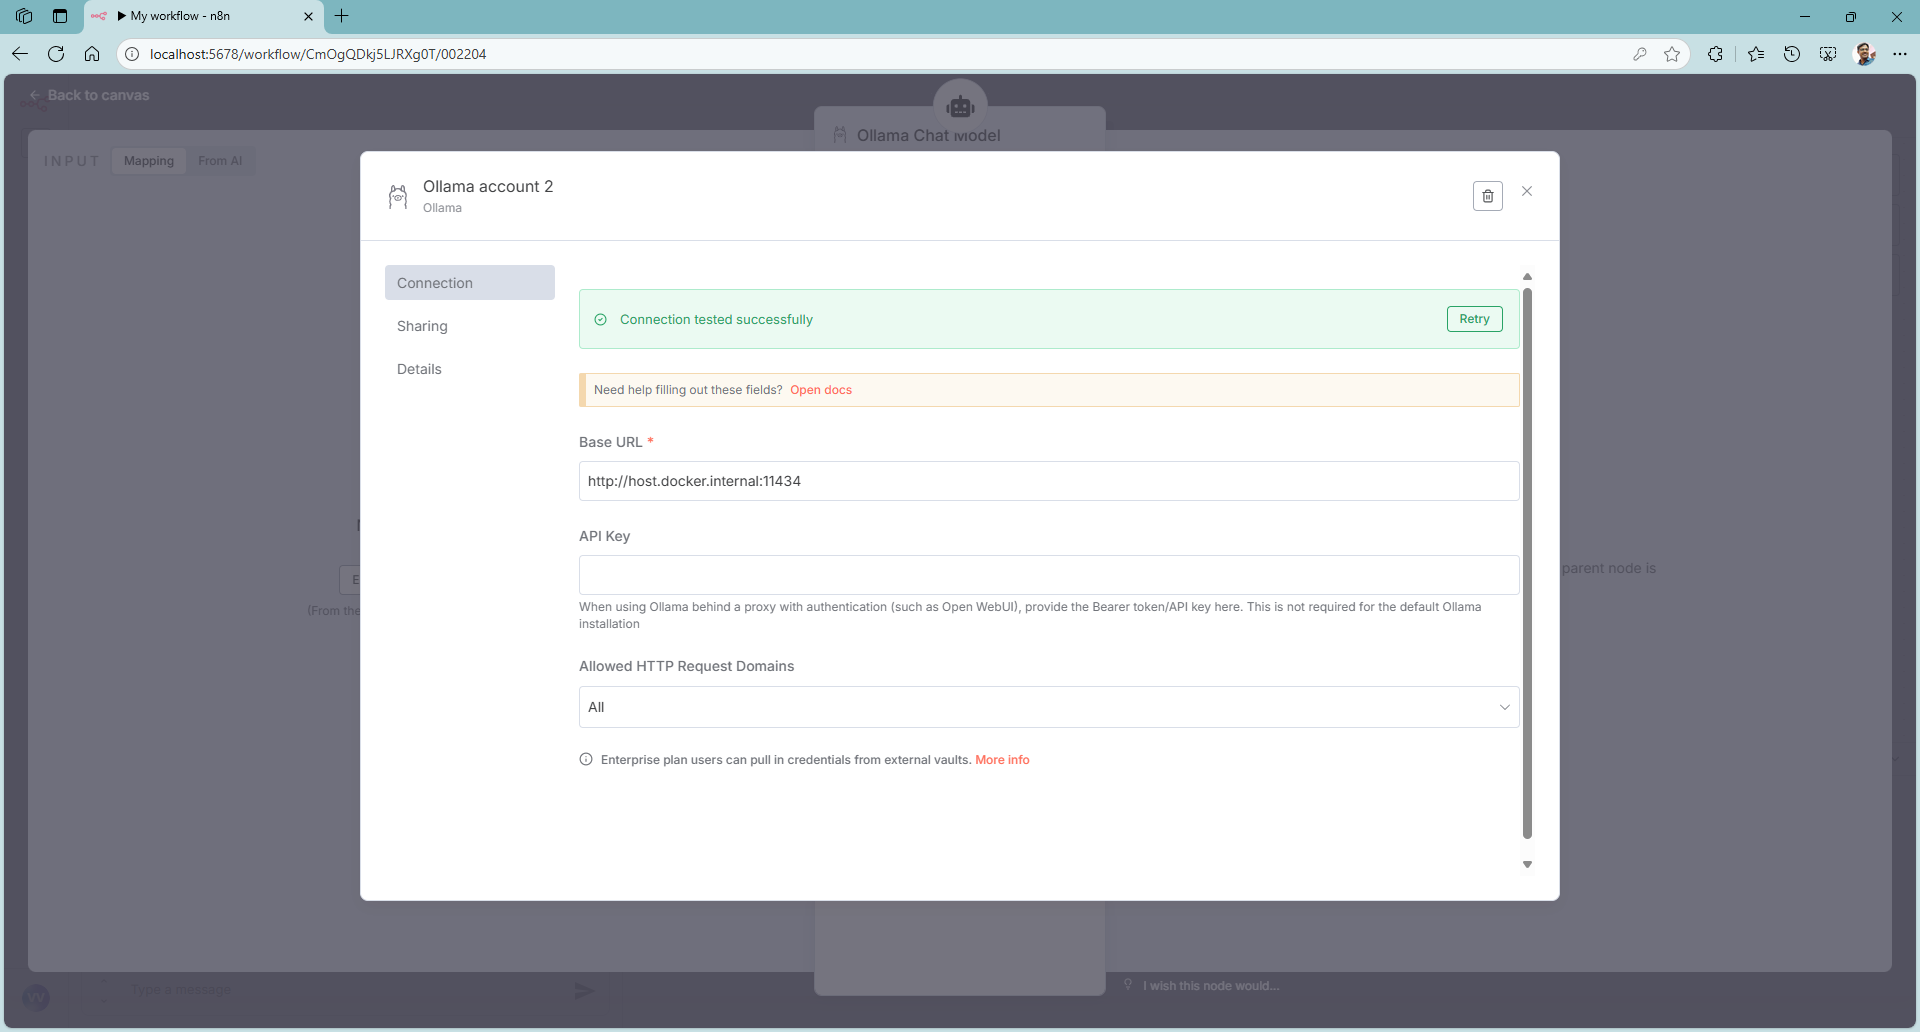 My workflow - n8n
localhost:5678/workflow/CmOgQDkj5LJRXg0T/002204
Back to canvas
Ollama Chat Model
INPUT
Mapping
From AI
Ollama account 2
Ollama
Connection
Sharing
Details
Connection tested successfully
Retry
Need help filling out these fields? Open docs
Base URL *
http://host.docker.internal:11434
API Key
When using Ollama behind a proxy with authentication (such as Open WebUI), provide the Bearer token/API key here. This is not required for the default Ollama
installation
Allowed HTTP Request Domains
All
Enterprise plan users can pull in credentials from external vaults. More info
parent node is
(From the
Type a message
I wish this node would...
VV